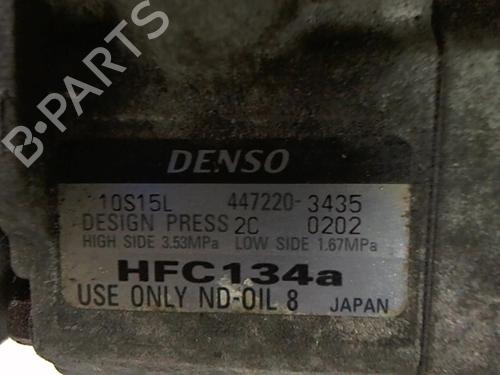 B-PARTS
DENSO
10S15L 447220-3435
DESIGN PRESS 2C 0202
HIGH SIDE 3.53MPa LOW SIDE 1.67MPa
HFC134a
USE ONLY ND-OIL 8 JAPAN